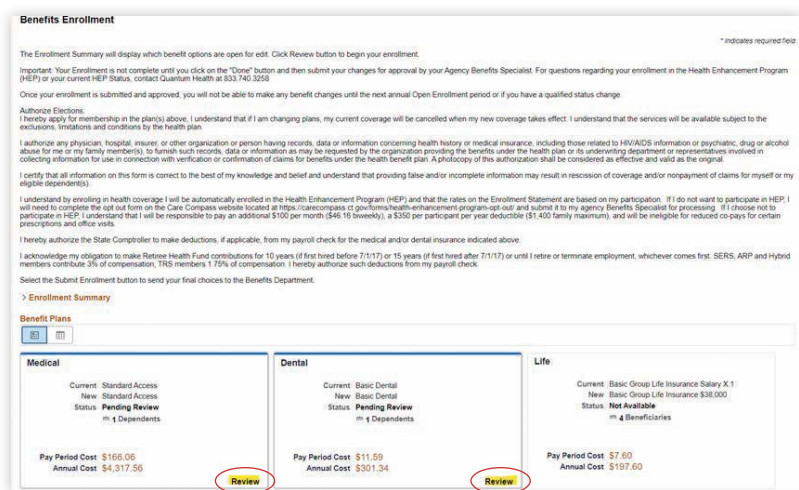 Benefits Enrollment
* Indicates required field
The Enrollment Summary will display which benefit options are open for edit. Click Review button to begin your enrollment.
Important: Your Enrollment is not complete until you click on the "Done" button and then submit your changes for approval by your Agency Benefits Specialist. For questions regarding your enrollment in the Health Enhancement Program
(HEP) or your current HEP Status, contact Quantum Health at 833.740.3258
Once your enrollment is submitted and approved, you will not be able to make any benefit changes until the next annual Open Enrollment period or if you have a qualified status change.
Authorize Elections:
I hereby apply for membership in the plan(s) above, I understand that if I am changing plans, my current coverage will be cancelled when my new coverage takes effect. I understand that the services will be available subject to the
exclusions, limitations and conditions by the health plan.
I authorize any physician, hospital, insurer, or other organization or person having records, data or information concerning health history or medical insurance, including those related to HIV/AIDS information or psychiatric, drug or alcohol
abuse for me or my family member(s), to furnish such records, data or information as may be requested by the organization providing the benefits under the health plan or its underwriting department or representatives involved in
collecting information for use in connection with verification or confirmation of claims for benefits under the health benefit plan. A photocopy of this authorization shall be considered as effective and valid as the original.
I certify that all information on this form is correct to the best of my knowledge and belief and understand that providing false and/or incomplete information may result in rescission of coverage and/or nonpayment of claims for myself or my
eligible dependent(s).
I understand by enrolling in health coverage I will be automatically enrolled in the Health Enhancement Program (HEP) and that the rates on the Enrollment Statement are based on my participation. If I do not want to participate in HEP, I
will need to complete the opt out form, on the Care Compass website located at https://carecompass.ct.gov/forms/health-enhancement-program-opt-out/ and submit it to my agency Benefits Specialist for processing. If I choose not to
participate in HEP, I understand that I will be responsible to pay an additional $100 per month ($46.16 biweekly), a $350 per participant per year deductible ($1,400 family maximum), and will be ineligible for reduced co-pays for certain
prescriptions and office visits.
I hereby authorize the State Comptroller to make deductions, if applicable, from my payroll check for the medical and/or dental insurance indicated above.
I acknowledge my obligation to make Retiree Health Fund contributions for 10 years (if first hired before 7/1/17) or 15 years (if first hired after 7/1/17) or until I retire or terminate employment, whichever comes first. SERS, ARP and Hybrid
members contribute 3% of compensation, TRS members 1.75% of compensation. I hereby authorize such deductions from my payroll check.
Select the Submit Enrollment button to send your final choices to the Benefits Department.
> Enrollment Summary
Benefit Plans
Medical
Current Standard Access
New Standard Access
Status Pending Review
1 Dependents
Pay Period Cost $166.06
Annual Cost $4,317.56
Review
Dental
Current Basic Dental
New Basic Dental
Status Pending Review
1 Dependents
Pay Period Cost $11.59
Annual Cost $301.34
Review
Life
Current Basic Group Life Insurance Salary X 1
New Basic Group Life Insurance $38,000
Status Not Available
4 Beneficiaries
Pay Period Cost $7.60
Annual Cost $197.60